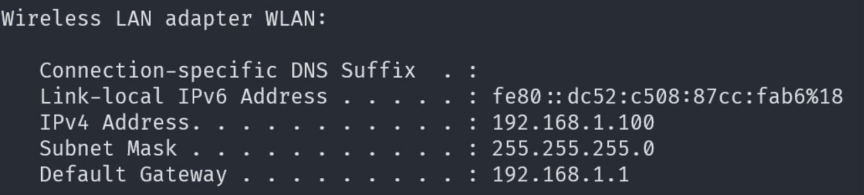 Wireless LAN adapter WLAN:
Connection-specific DNS Suffix  . :
Link-local IPv6 Address . . . . . : fe80::dc52:c508:87cc:fab6%18
IPv4 Address. . . . . . . . . . . : 192.168.1.100
Subnet Mask . . . . . . . . . . . : 255.255.255.0
Default Gateway . . . . . . . . . : 192.168.1.1